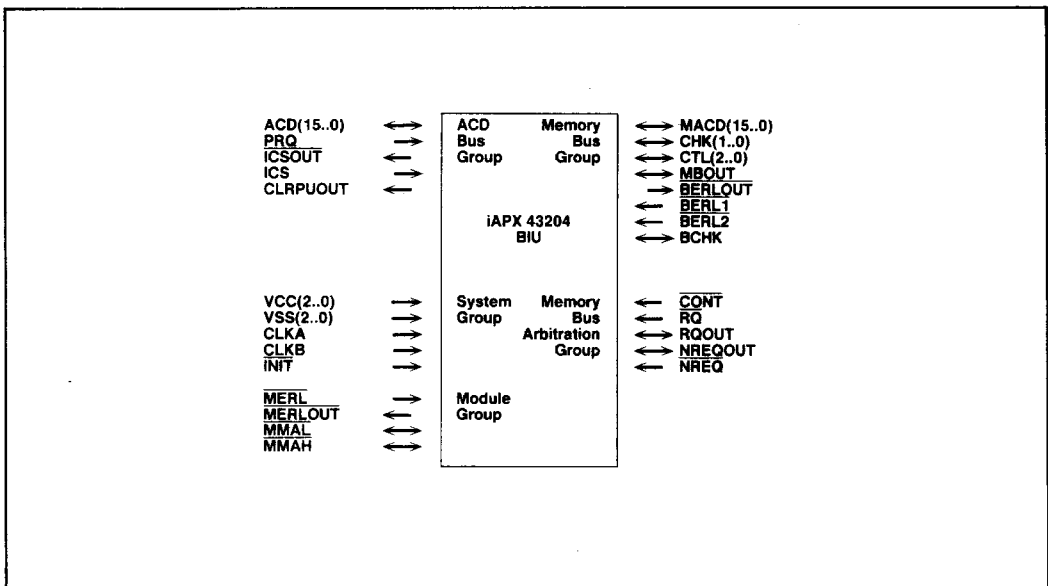 ACD(15..0) ACD Memory MACD(15..0)
PRQ Bus Bus CHK(1..0)
ICSOUT Group Group CTL(2..0)
ICS MBOUT
CLRPUOUT BERLOUT
BERL1
iAPX 43204 BERL2
BIU BCHK
VCC(2..0) System Memory CONT
VSS(2..0) Group Bus RQ
CLKA Arbitration RQOUT
CLKB Group NREQOUT
INIT NREQ
MERL Module
MERLOUT Group
MMAL
MMAH